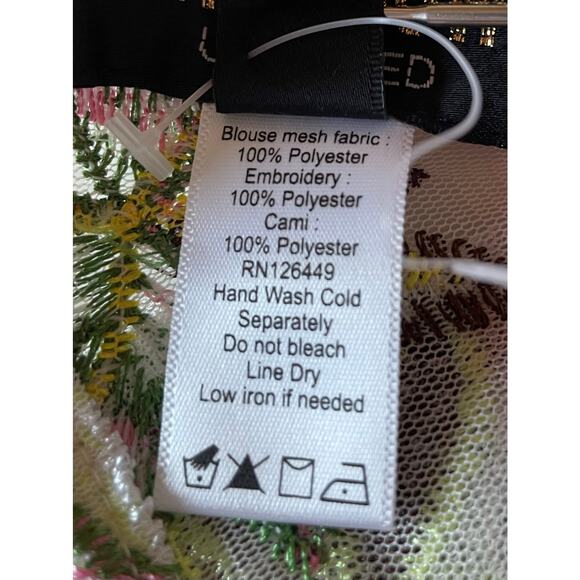 Blouse mesh fabric :
100% Polyester
Embroidery :
100% Polyester
Cami :
100% Polyester
RN126449
Hand Wash Cold
Separately
Do not bleach
Line Dry
Low iron if needed